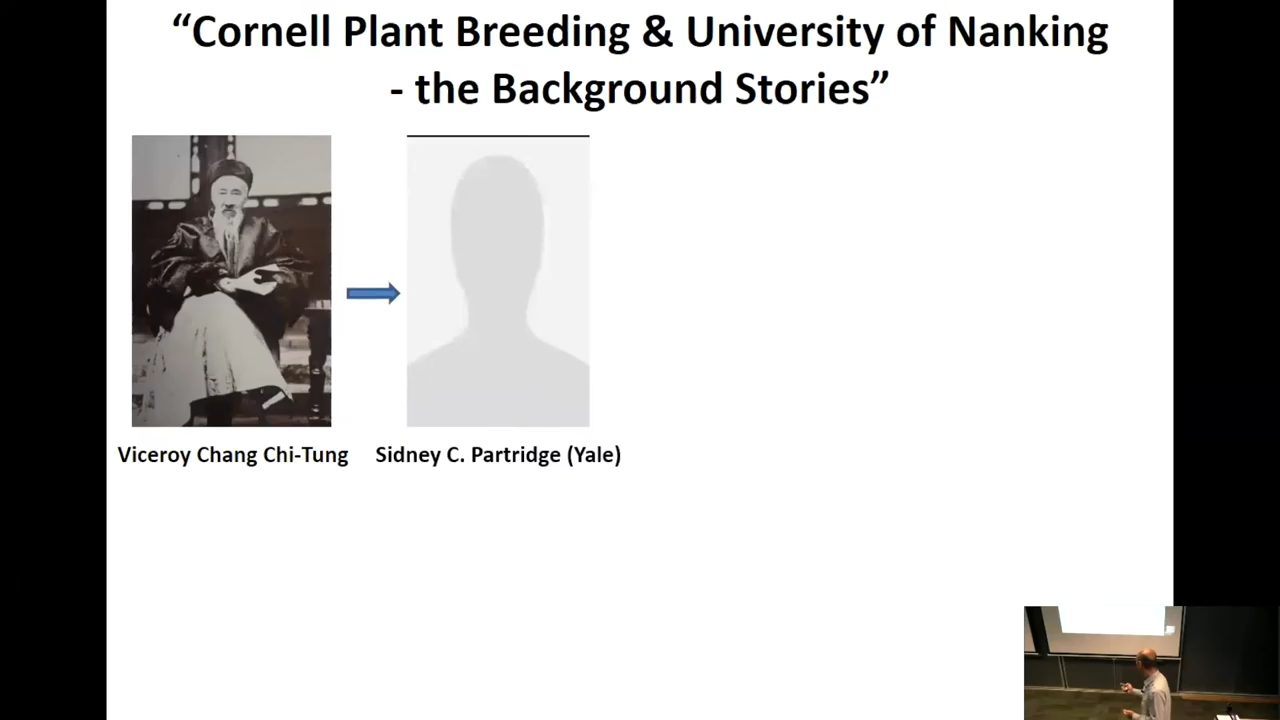 “Cornell Plant Breeding & University of Nanking
- the Background Stories”
Viceroy Chang Chi-Tung
Sidney C. Partridge (Yale)